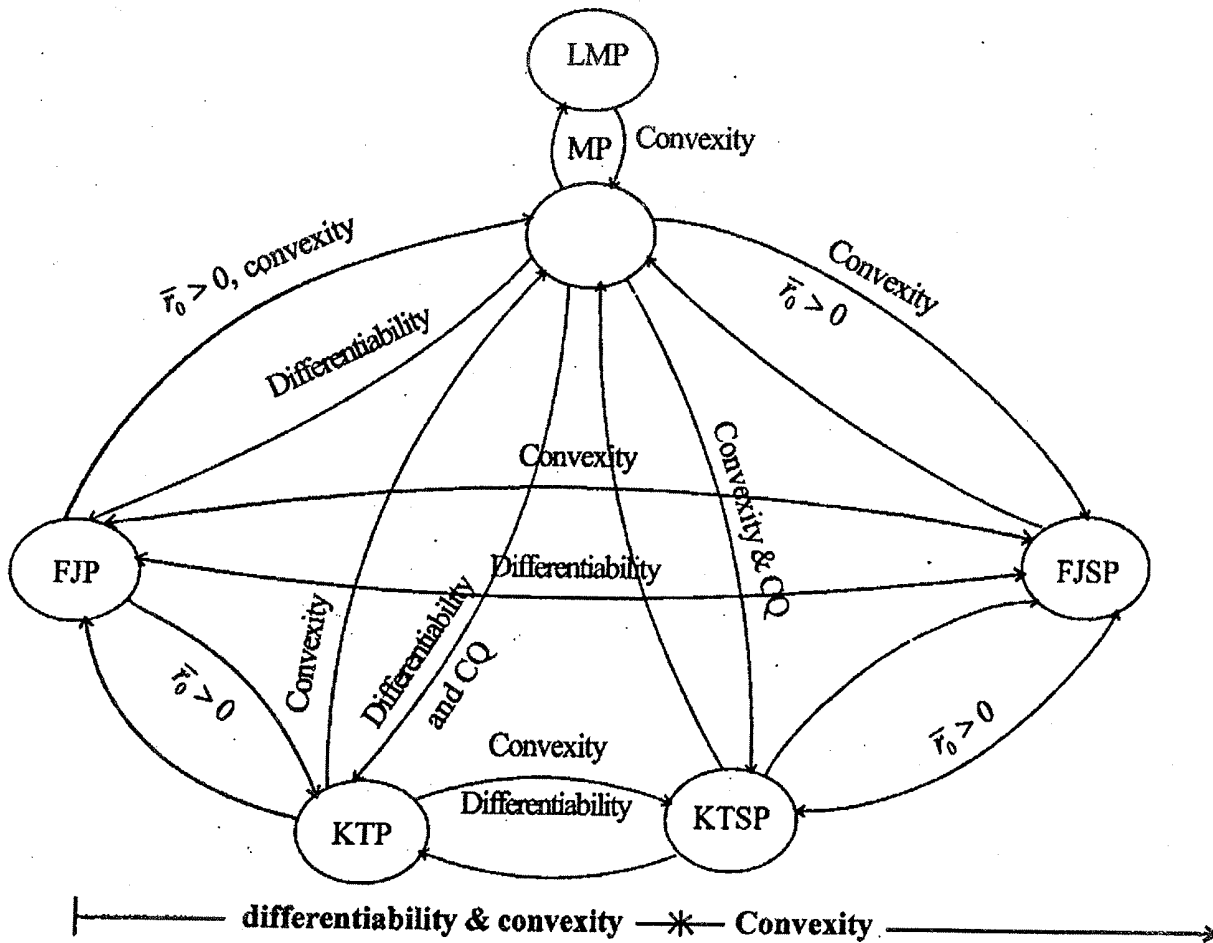 LMP
MP
Convexity
r̄₀ > 0, convexity
Convexity
r̄₀ > 0
Differentiability
Convexity
Convexity & CQ
FJP
Differentiability
FJSP
Convexity
Differentiability
and CQ
r̄₀ > 0
r̄₀ > 0
Convexity
Differentiability
KTP
KTSP
differentiability & convexity
Convexity